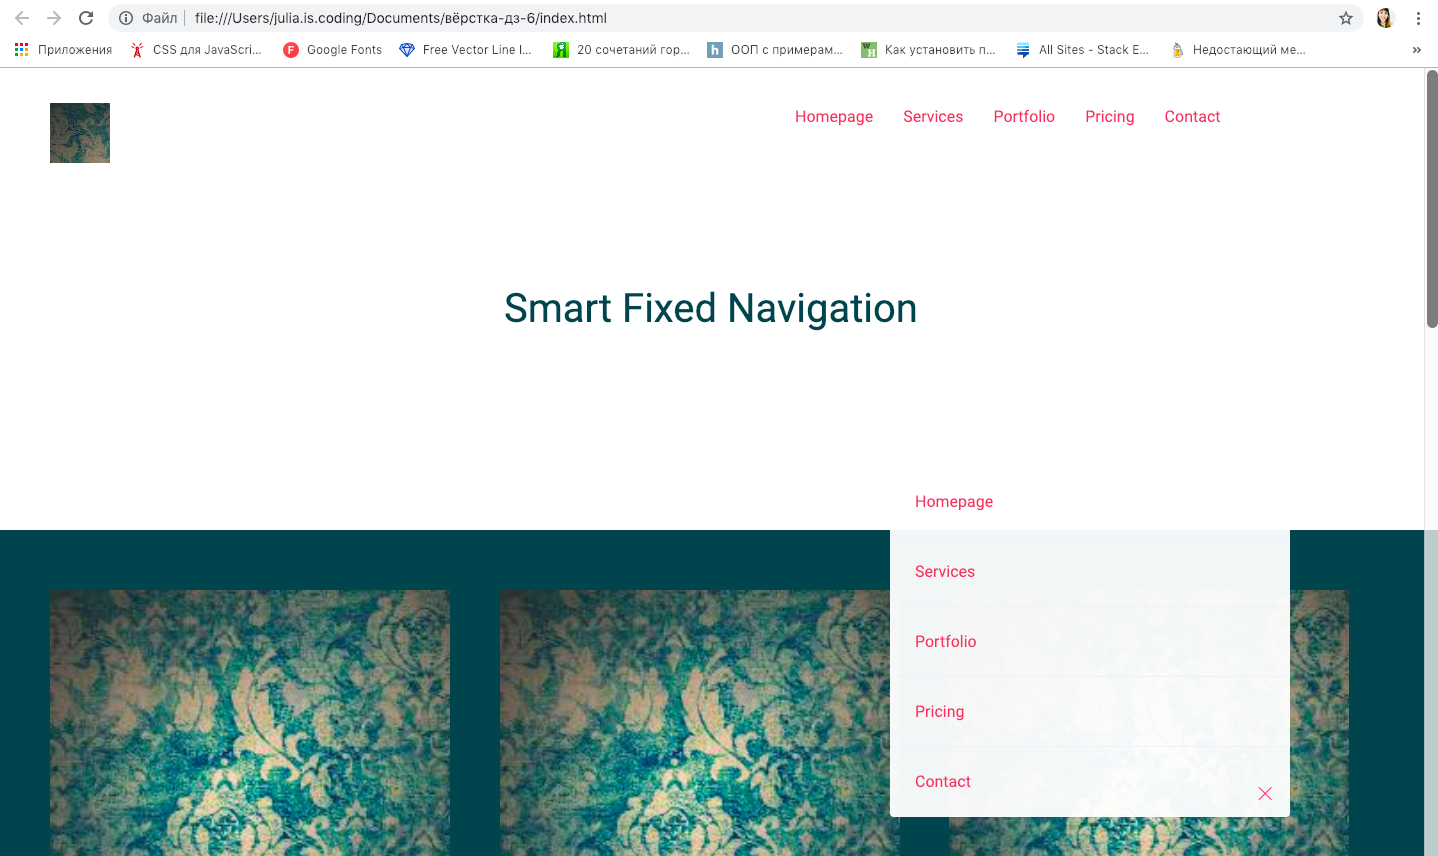 Файл file:///Users/julia.is.coding/Documents/вёрстка-дз-6/index.html
Приложения CSS для JavaScri... Google Fonts Free Vector Line I... 20 сочетаний гор... ООП с примерам... Как установить п... All Sites - Stack E... Недостающий ме... »
Homepage Services Portfolio Pricing Contact
Smart Fixed Navigation
Homepage
Services
Portfolio
Pricing
Contact